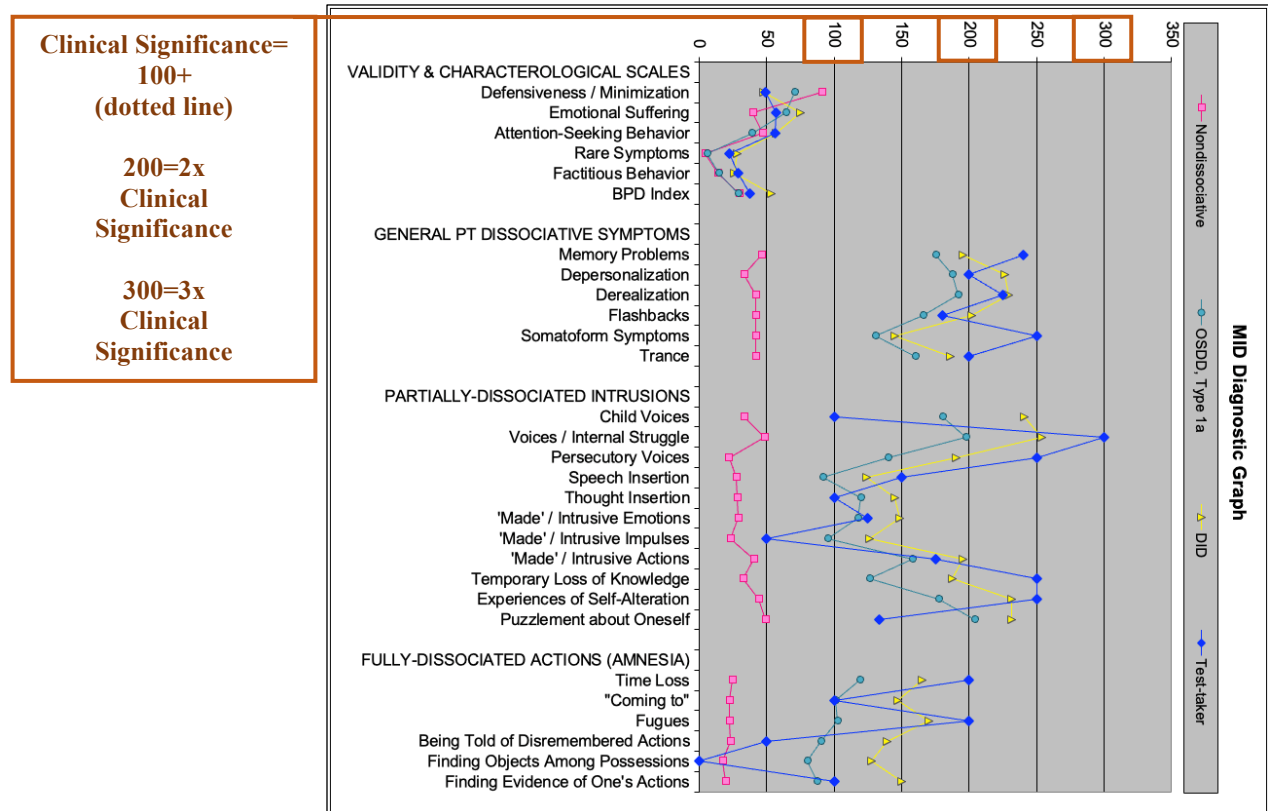 Clinical Significance=
100+
(dotted line)
200=2x
Clinical
Significance
300=3x
Clinical
Significance
0
50
100
150
200
250
300
350
VALIDITY & CHARACTEROLOGICAL SCALES
Defensiveness / Minimization
Emotional Suffering
Attention-Seeking Behavior
Rare Symptoms
Factitious Behavior
BPD Index
GENERAL PT DISSOCIATIVE SYMPTOMS
Memory Problems
Depersonalization
Derealization
Flashbacks
Somatoform Symptoms
Trance
PARTIALLY-DISSOCIATED INTRUSIONS
Child Voices
Voices / Internal Struggle
Persecutory Voices
Speech Insertion
Thought Insertion
'Made' / Intrusive Emotions
'Made' / Intrusive Impulses
'Made' / Intrusive Actions
Temporary Loss of Knowledge
Experiences of Self-Alteration
Puzzlement about Oneself
FULLY-DISSOCIATED ACTIONS (AMNESIA)
Time Loss
"Coming to"
Fugues
Being Told of Disremembered Actions
Finding Objects Among Possessions
Finding Evidence of One's Actions
Nondissociative
OSDD, Type 1a
DID
Test-taker
MID Diagnostic Graph